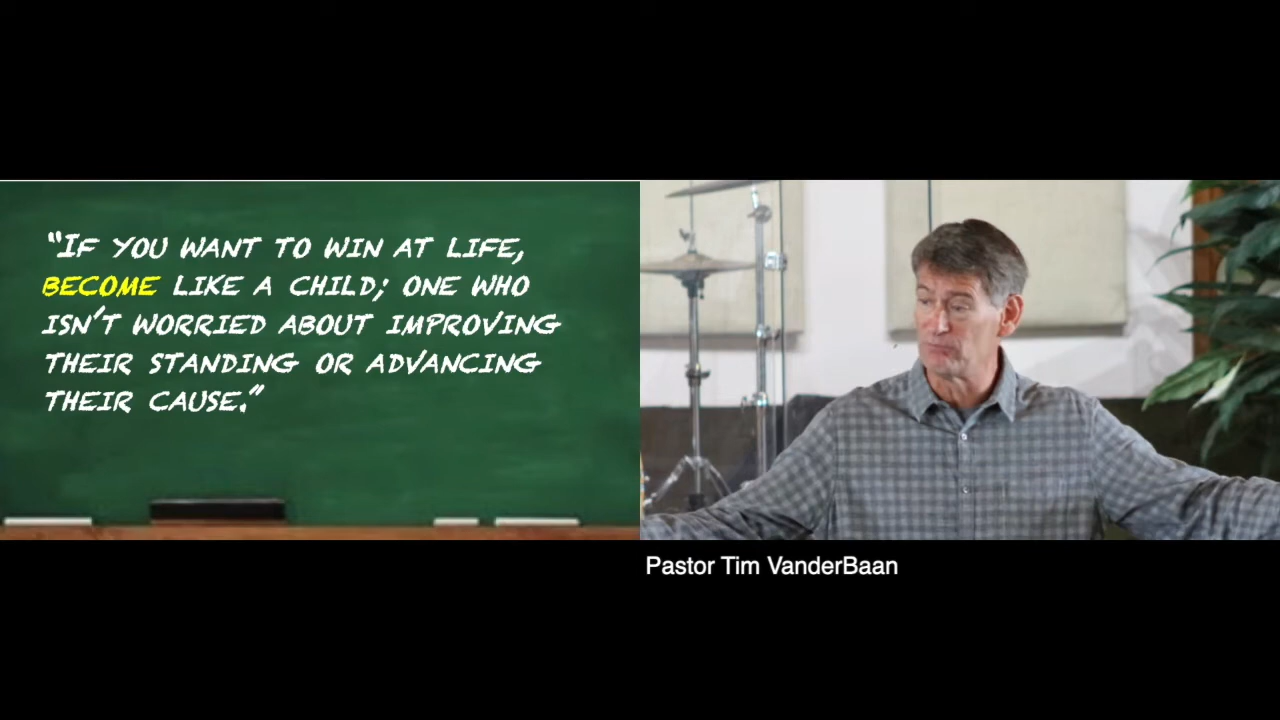 “IF YOU WANT TO WIN AT LIFE,
BECOME LIKE A CHILD; ONE WHO
ISN’T WORRIED ABOUT IMPROVING
THEIR STANDING OR ADVANCING
THEIR CAUSE.”
Pastor Tim VanderBaan